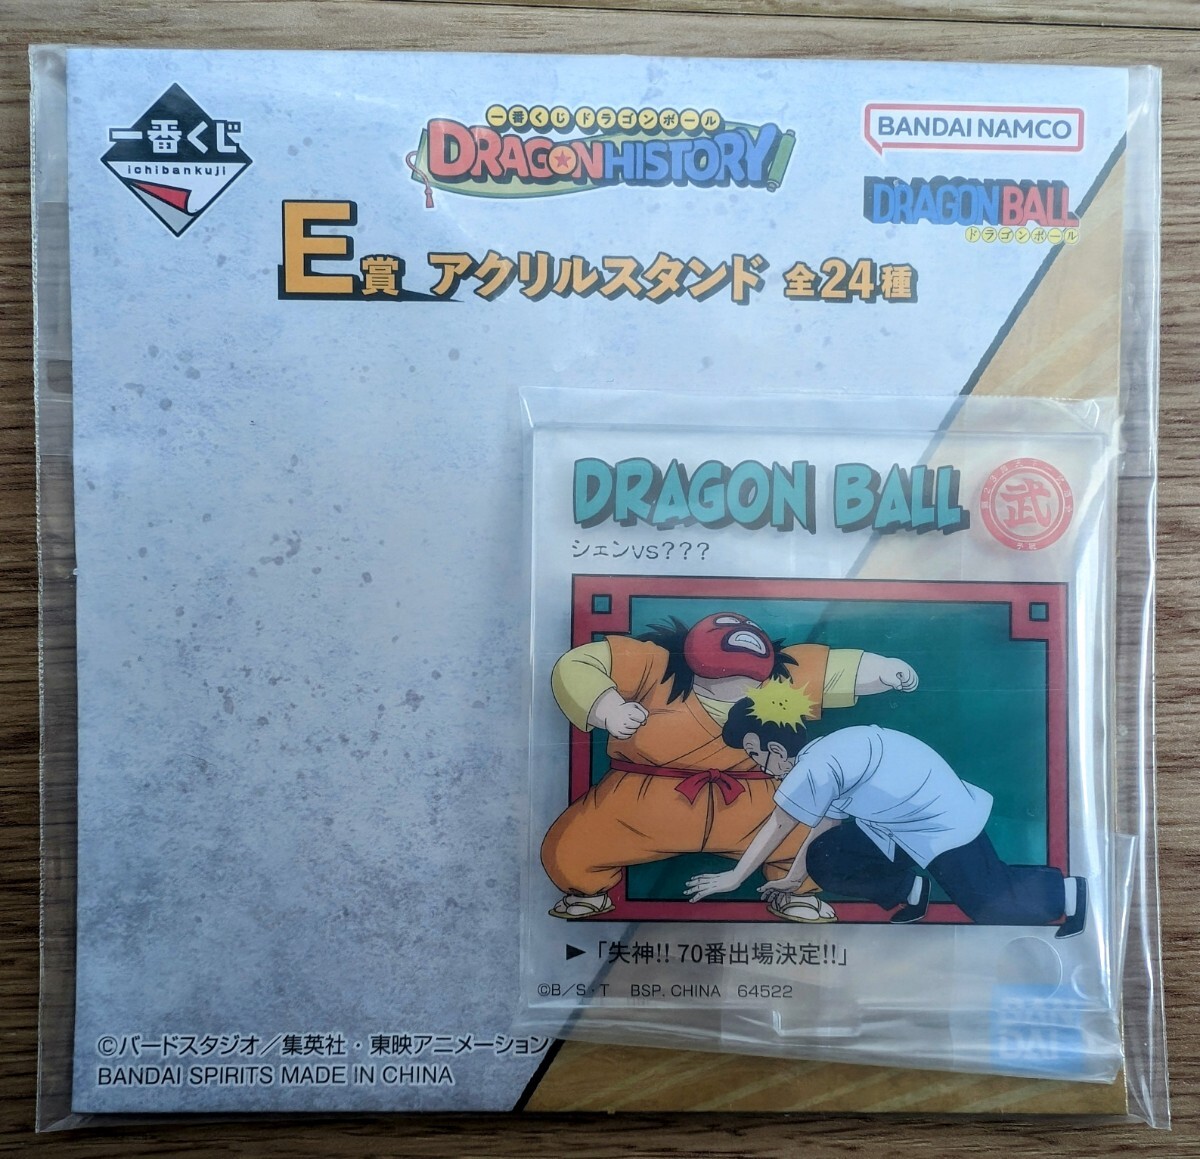 一番くじ
ichibankuji
一番くじ ドラゴンボール
DRAGONHISTORY
BANDAI NAMCO
DRAGON BALL
ドラゴンボール
E賞 アクリルスタンド 全24種
DRAGON BALL
武
シェンvs???
▶「失神!! 70番出場決定!!」
©B/S・T BSP. CHINA 64522
BAN
DAI
©バードスタジオ/集英社・東映アニメーション
BANDAI SPIRITS MADE IN CHINA